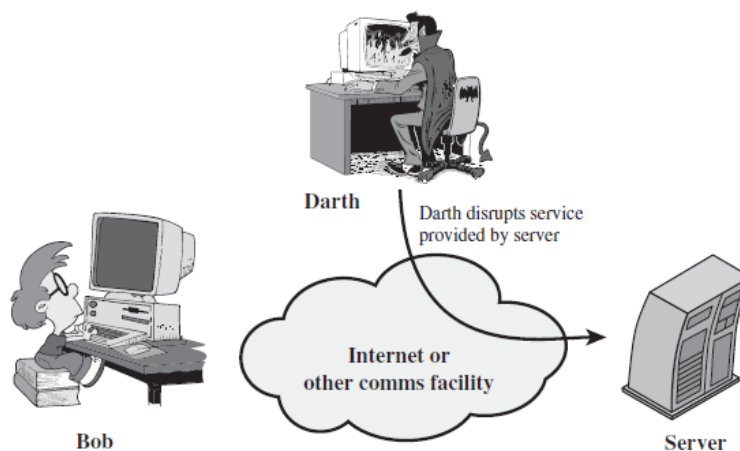 Darth
Darth disrupts service
provided by server
Internet or
other comms facility
Bob
Server